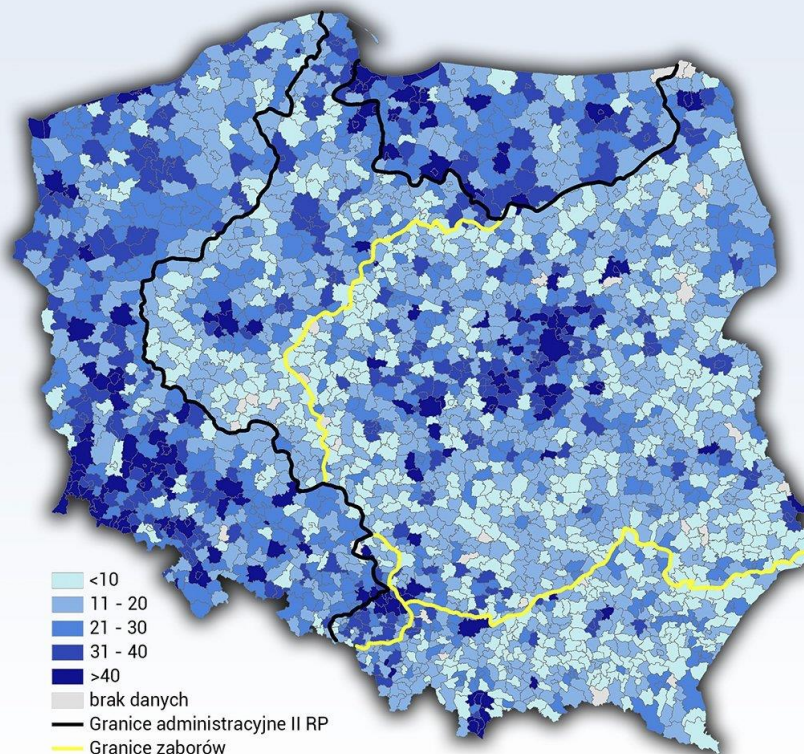 <10
11 - 20
21 - 30
31 - 40
>40
brak danych
Granice administracyjne II RP
Granice zaborów